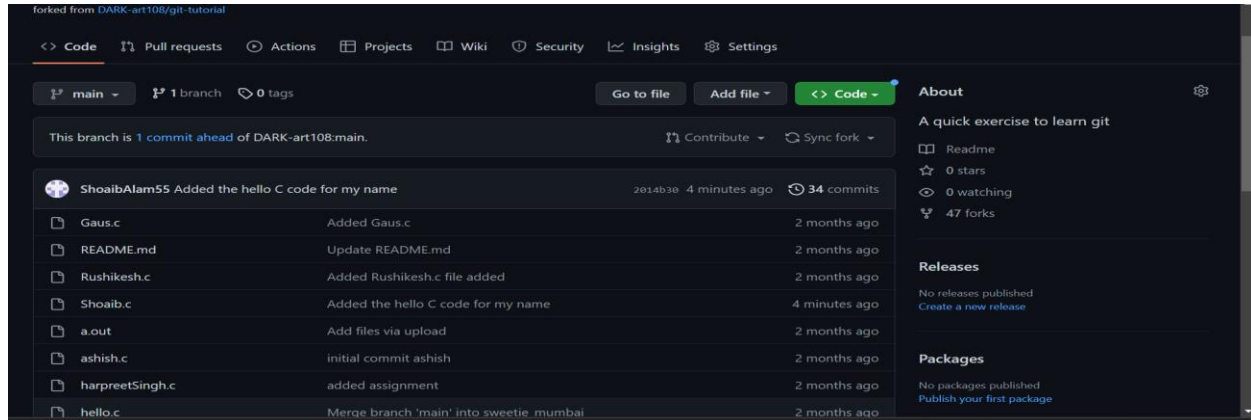 forked from DARK-art108/git-tutorial
<> Code Pull requests Actions Projects Wiki Security Insights Settings
main 1 branch 0 tags Go to file Add file <> Code
This branch is 1 commit ahead of DARK-art108:main. Contribute Sync fork
ShoaibAlam55 Added the hello C code for my name 2014b30 4 minutes ago 34 commits
Gaus.c Added Gaus.c 2 months ago
README.md Update README.md 2 months ago
Rushikesh.c Added Rushikesh.c file added 2 months ago
Shoaib.c Added the hello C code for my name 4 minutes ago
a.out Add files via upload 2 months ago
ashish.c initial commit ashish 2 months ago
harpreetSingh.c added assignment 2 months ago
hello.c Merge branch 'main' into sweetie_mumbai 2 months ago
About
A quick exercise to learn git
Readme
0 stars
0 watching
47 forks
Releases
No releases published
Create a new release
Packages
No packages published
Publish your first package